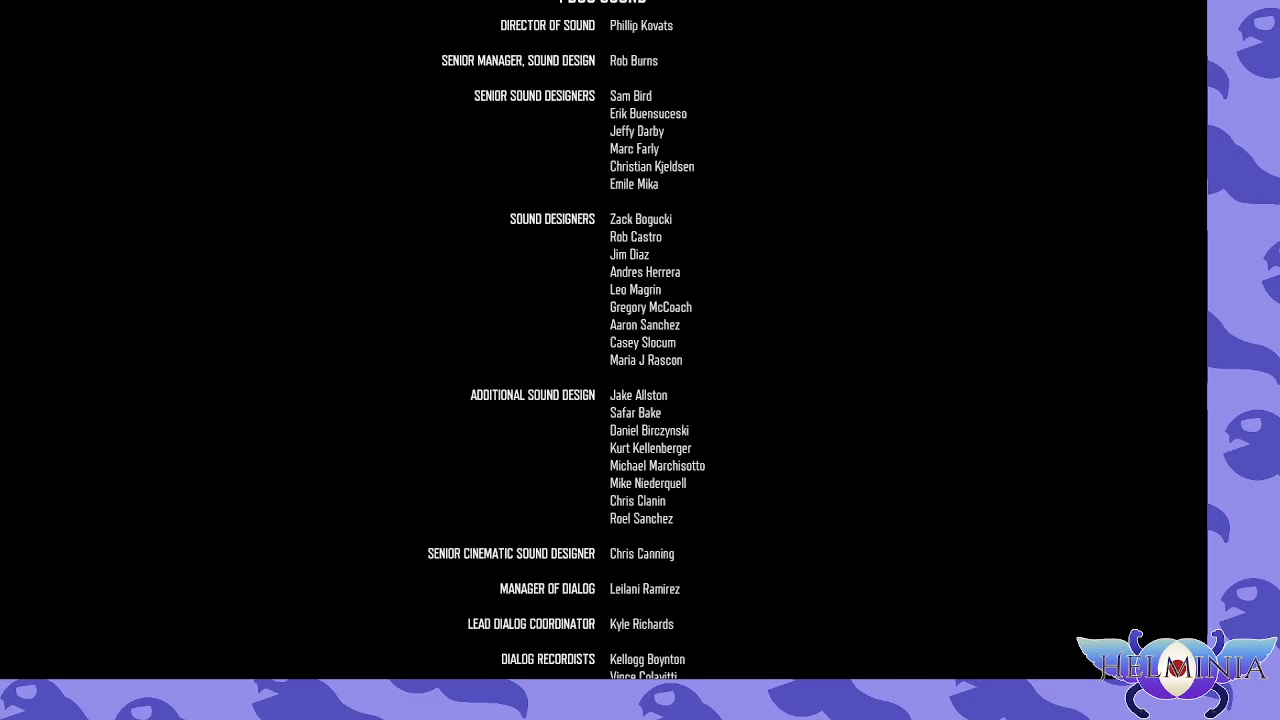 DIRECTOR OF SOUND Phillip Kovats
SENIOR MANAGER, SOUND DESIGN Rob Burns
SENIOR SOUND DESIGNERS Sam Bird
Erik Buensuceso
Jeffy Darby
Marc Farly
Christian Kjeldsen
Emile Mika
SOUND DESIGNERS Zack Bogucki
Rob Castro
Jim Diaz
Andres Herrera
Leo Magrin
Gregory McCoach
Aaron Sanchez
Casey Slocum
Maria J Rascon
ADDITIONAL SOUND DESIGN Jake Allston
Safar Bake
Daniel Birczynski
Kurt Kellenberger
Michael Marchisotto
Mike Niederquell
Chris Clanin
Roel Sanchez
SENIOR CINEMATIC SOUND DESIGNER Chris Canning
MANAGER OF DIALOG Leilani Ramirez
LEAD DIALOG COORDINATOR Kyle Richards
DIALOG RECORDISTS Kellogg Boynton
Vince Colavitti
HELMINIA